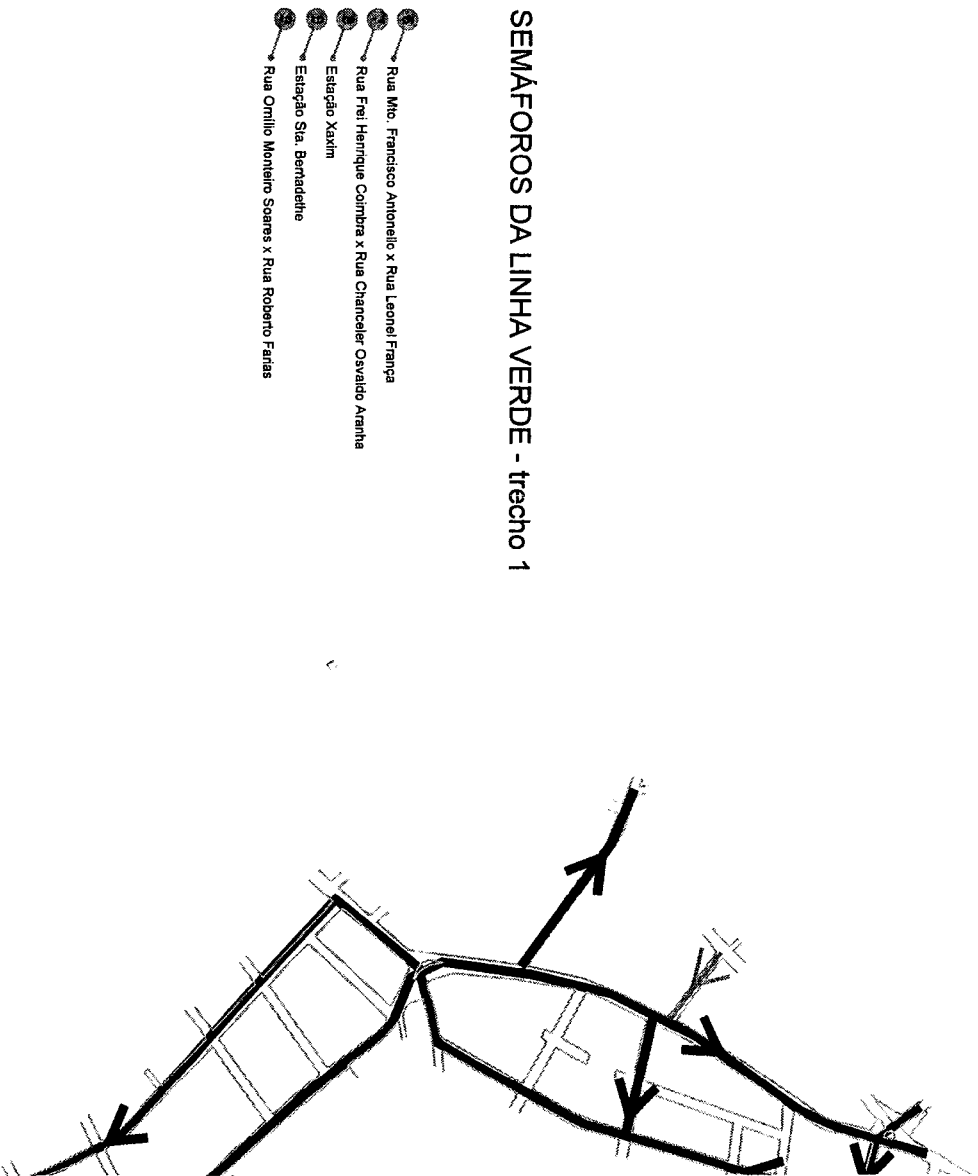 SEMÁFOROS DA LINHA VERDE - trecho 1
Rua Mto. Francisco Antonello x Rua Leonel França
Rua Frei Henrique Coimbra x Rua Chanceler Osvaldo Aranha
Estação Xaxim
Estação Sta. Bernadethe
Rua Omílio Monteiro Soares x Rua Roberto Farias